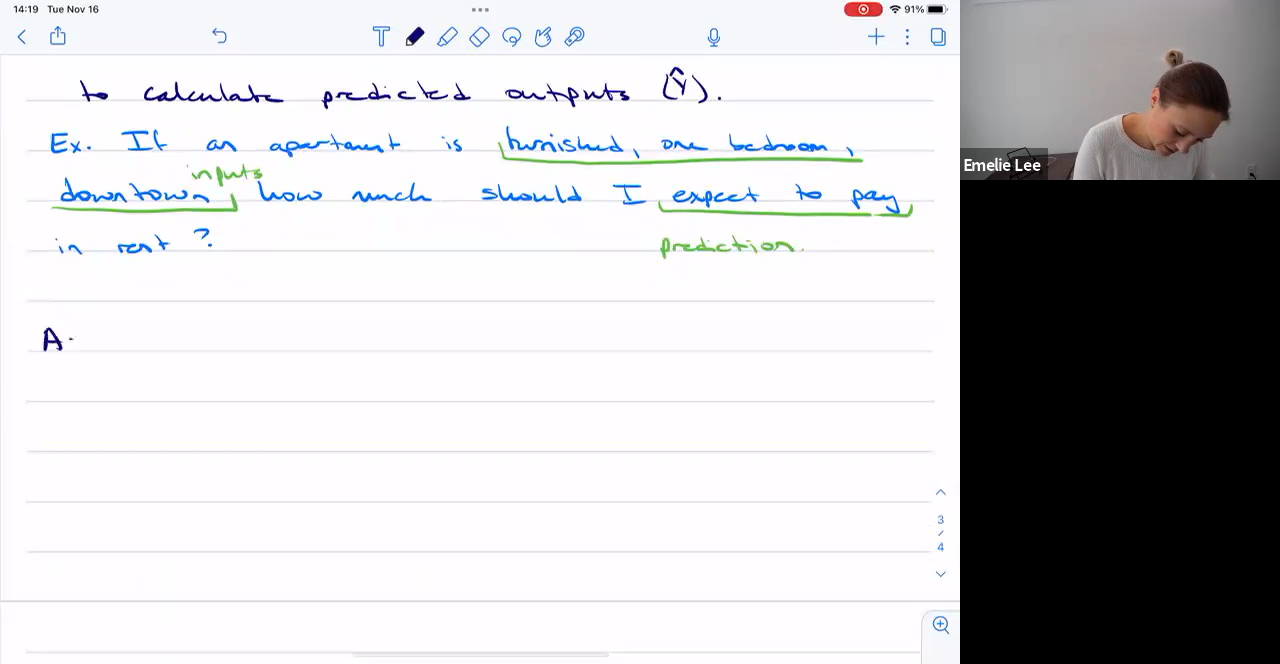 14:19 Tue Nov 16
91%
to calculate predicted outputs (Ŷ).
Ex. If an apartment is furnished, one bedroom,
inputs
downtown how much should I expect to pay
in rent?
prediction.
A.
3
4
Emelie Lee